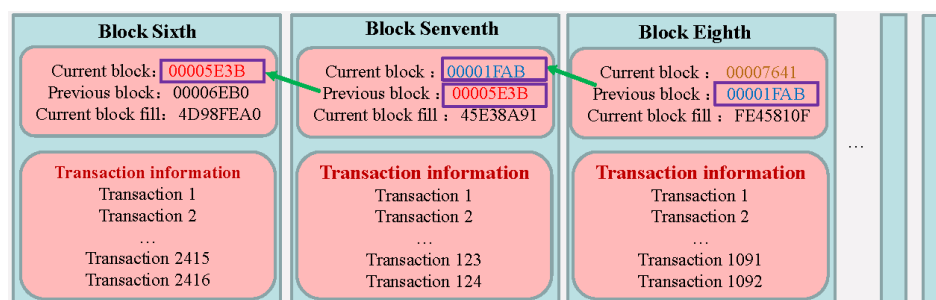 Block Sixth
Current block: 00005E3B
Previous block: 00006EB0
Current block fill: 4D98FEA0
Transaction information
Transaction 1
Transaction 2
...
Transaction 2415
Transaction 2416
Block Senventh
Current block : 00001FAB
Previous block : 00005E3B
Current block fill : 45E38A91
Transaction information
Transaction 1
Transaction 2
...
Transaction 123
Transaction 124
Block Eighth
Current block : 00007641
Previous block : 00001FAB
Current block fill : FE45810F
Transaction information
Transaction 1
Transaction 2
...
Transaction 1091
Transaction 1092
...